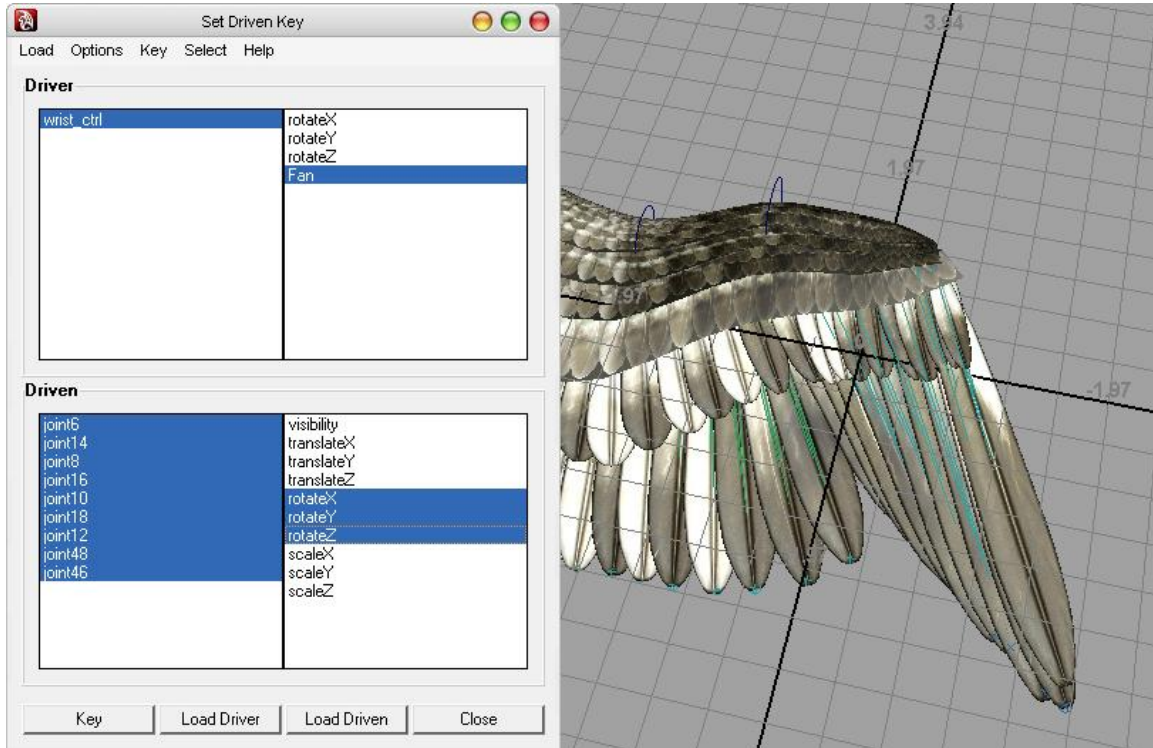 Set Driven Key
Load Options Key Select Help
Driver
wrist_ctrl
rotateX
rotateY
rotateZ
Fan
Driven
joint6
joint14
joint8
joint16
joint10
joint18
joint12
joint48
joint46
visibility
translateX
translateY
translateZ
rotateX
rotateY
rotateZ
scaleX
scaleY
scaleZ
Key Load Driver Load Driven Close
3.94
1.97
-1.97